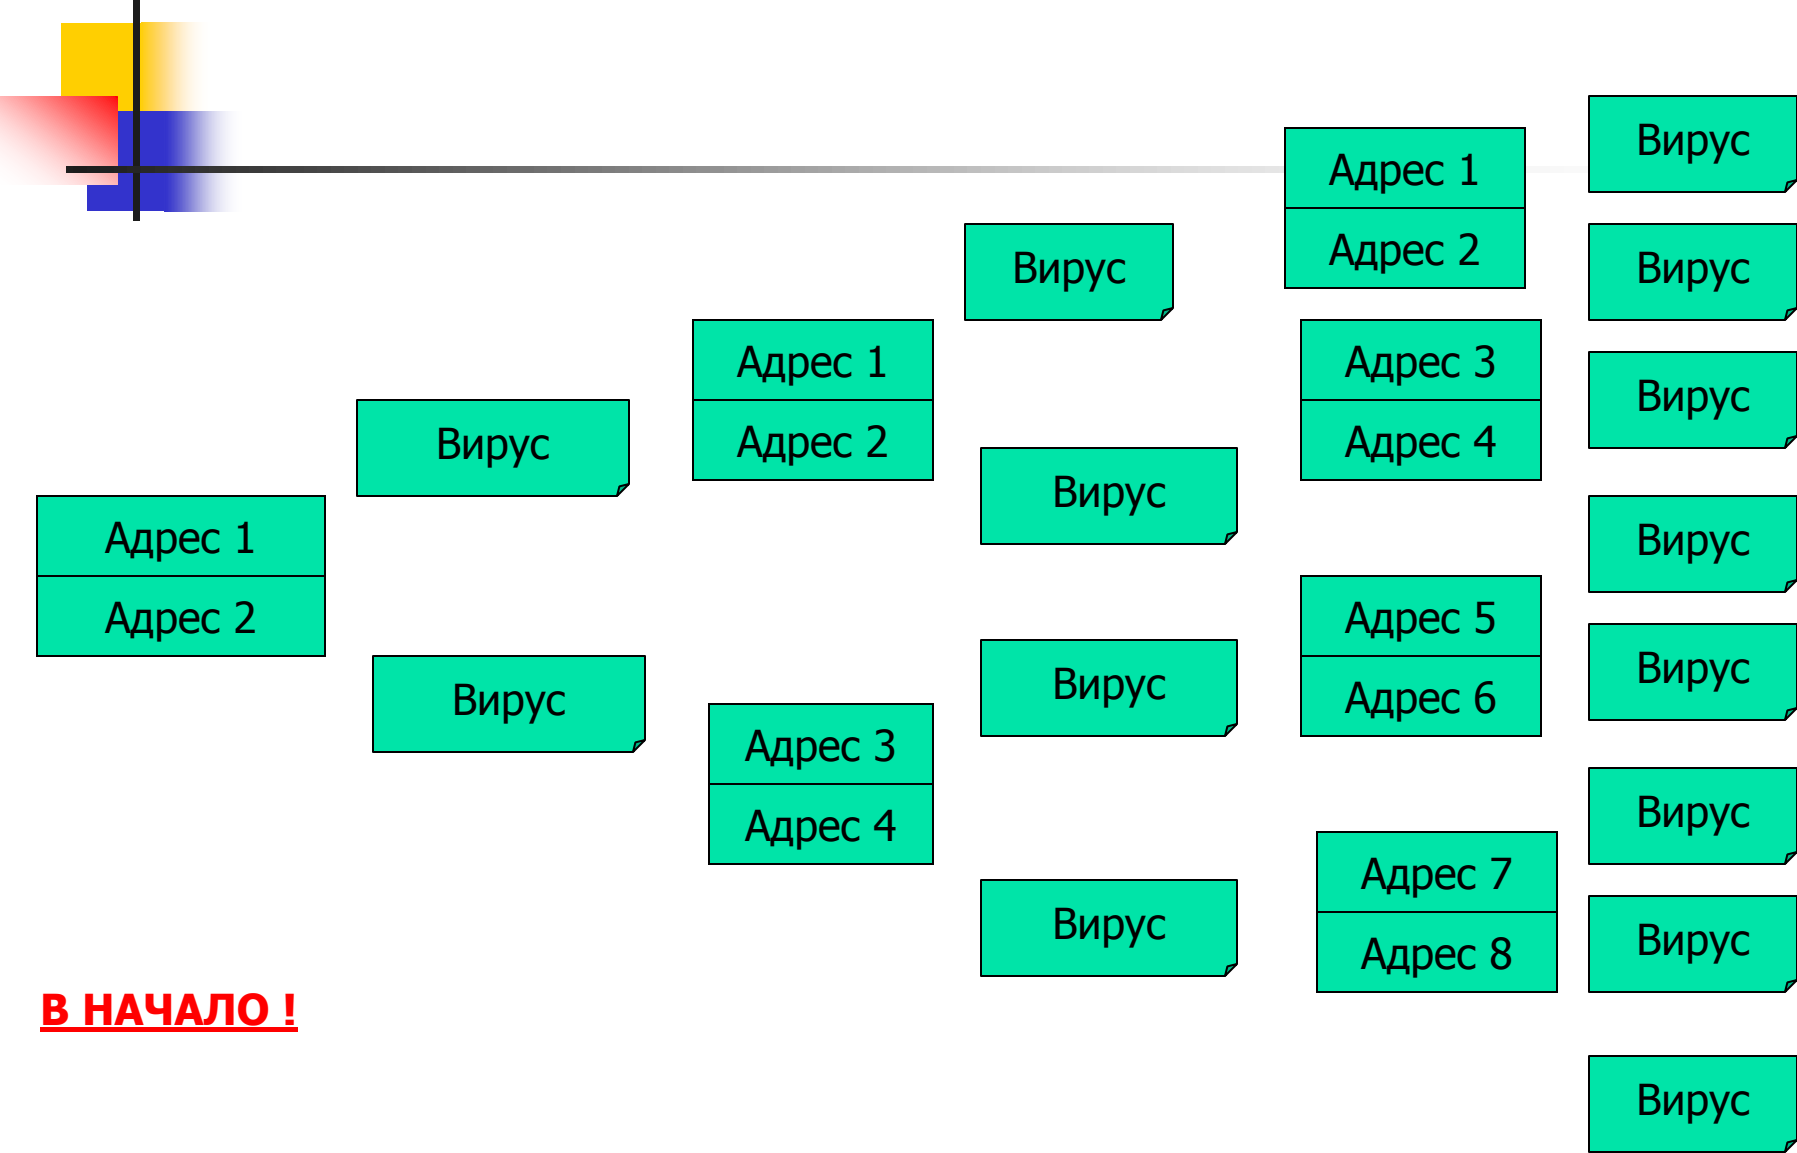 Адрес 1
Адрес 2
Вирус
Вирус
Адрес 1
Адрес 2
Адрес 3
Адрес 4
Вирус
Вирус
Вирус
Вирус
Адрес 1
Адрес 2
Адрес 3
Адрес 4
Адрес 5
Адрес 6
Адрес 7
Адрес 8
Вирус
Вирус
Вирус
Вирус
Вирус
Вирус
Вирус
Вирус
В НАЧАЛО !